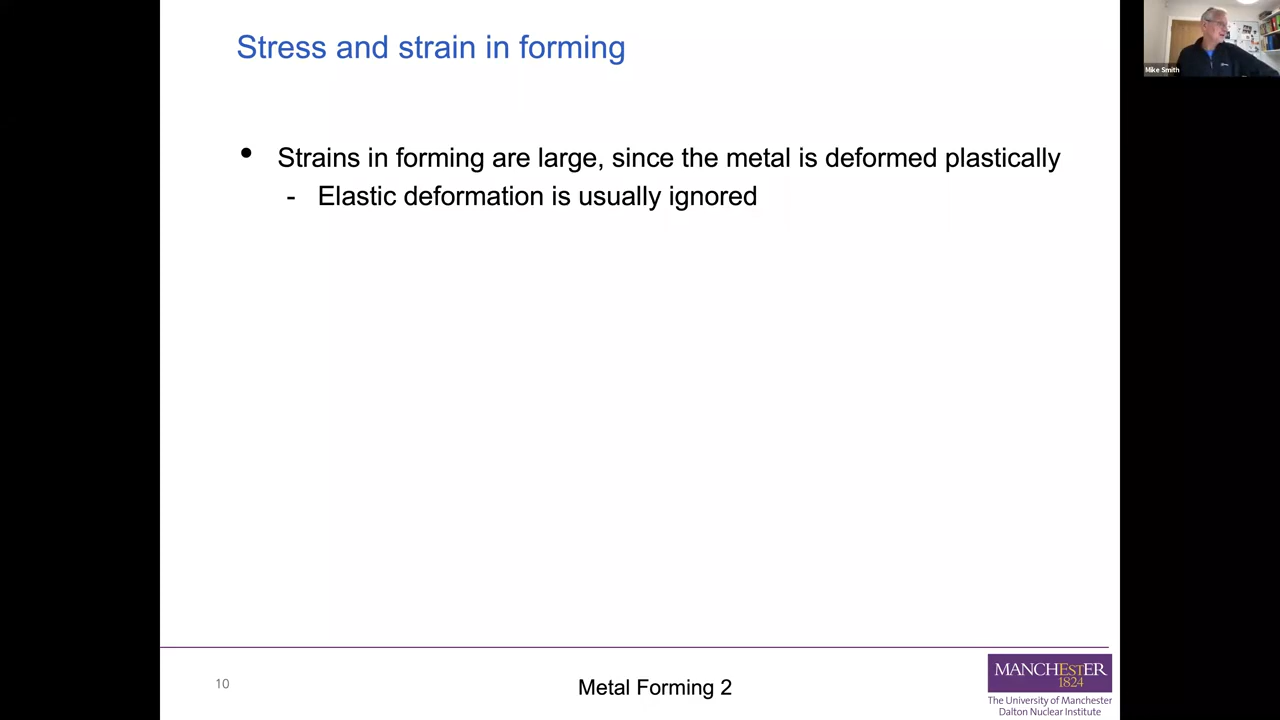 Stress and strain in forming
Mike Smith
• Strains in forming are large, since the metal is deformed plastically
- Elastic deformation is usually ignored
10
Metal Forming 2
MANCHESTER
1824
The University of Manchester
Dalton Nuclear Institute